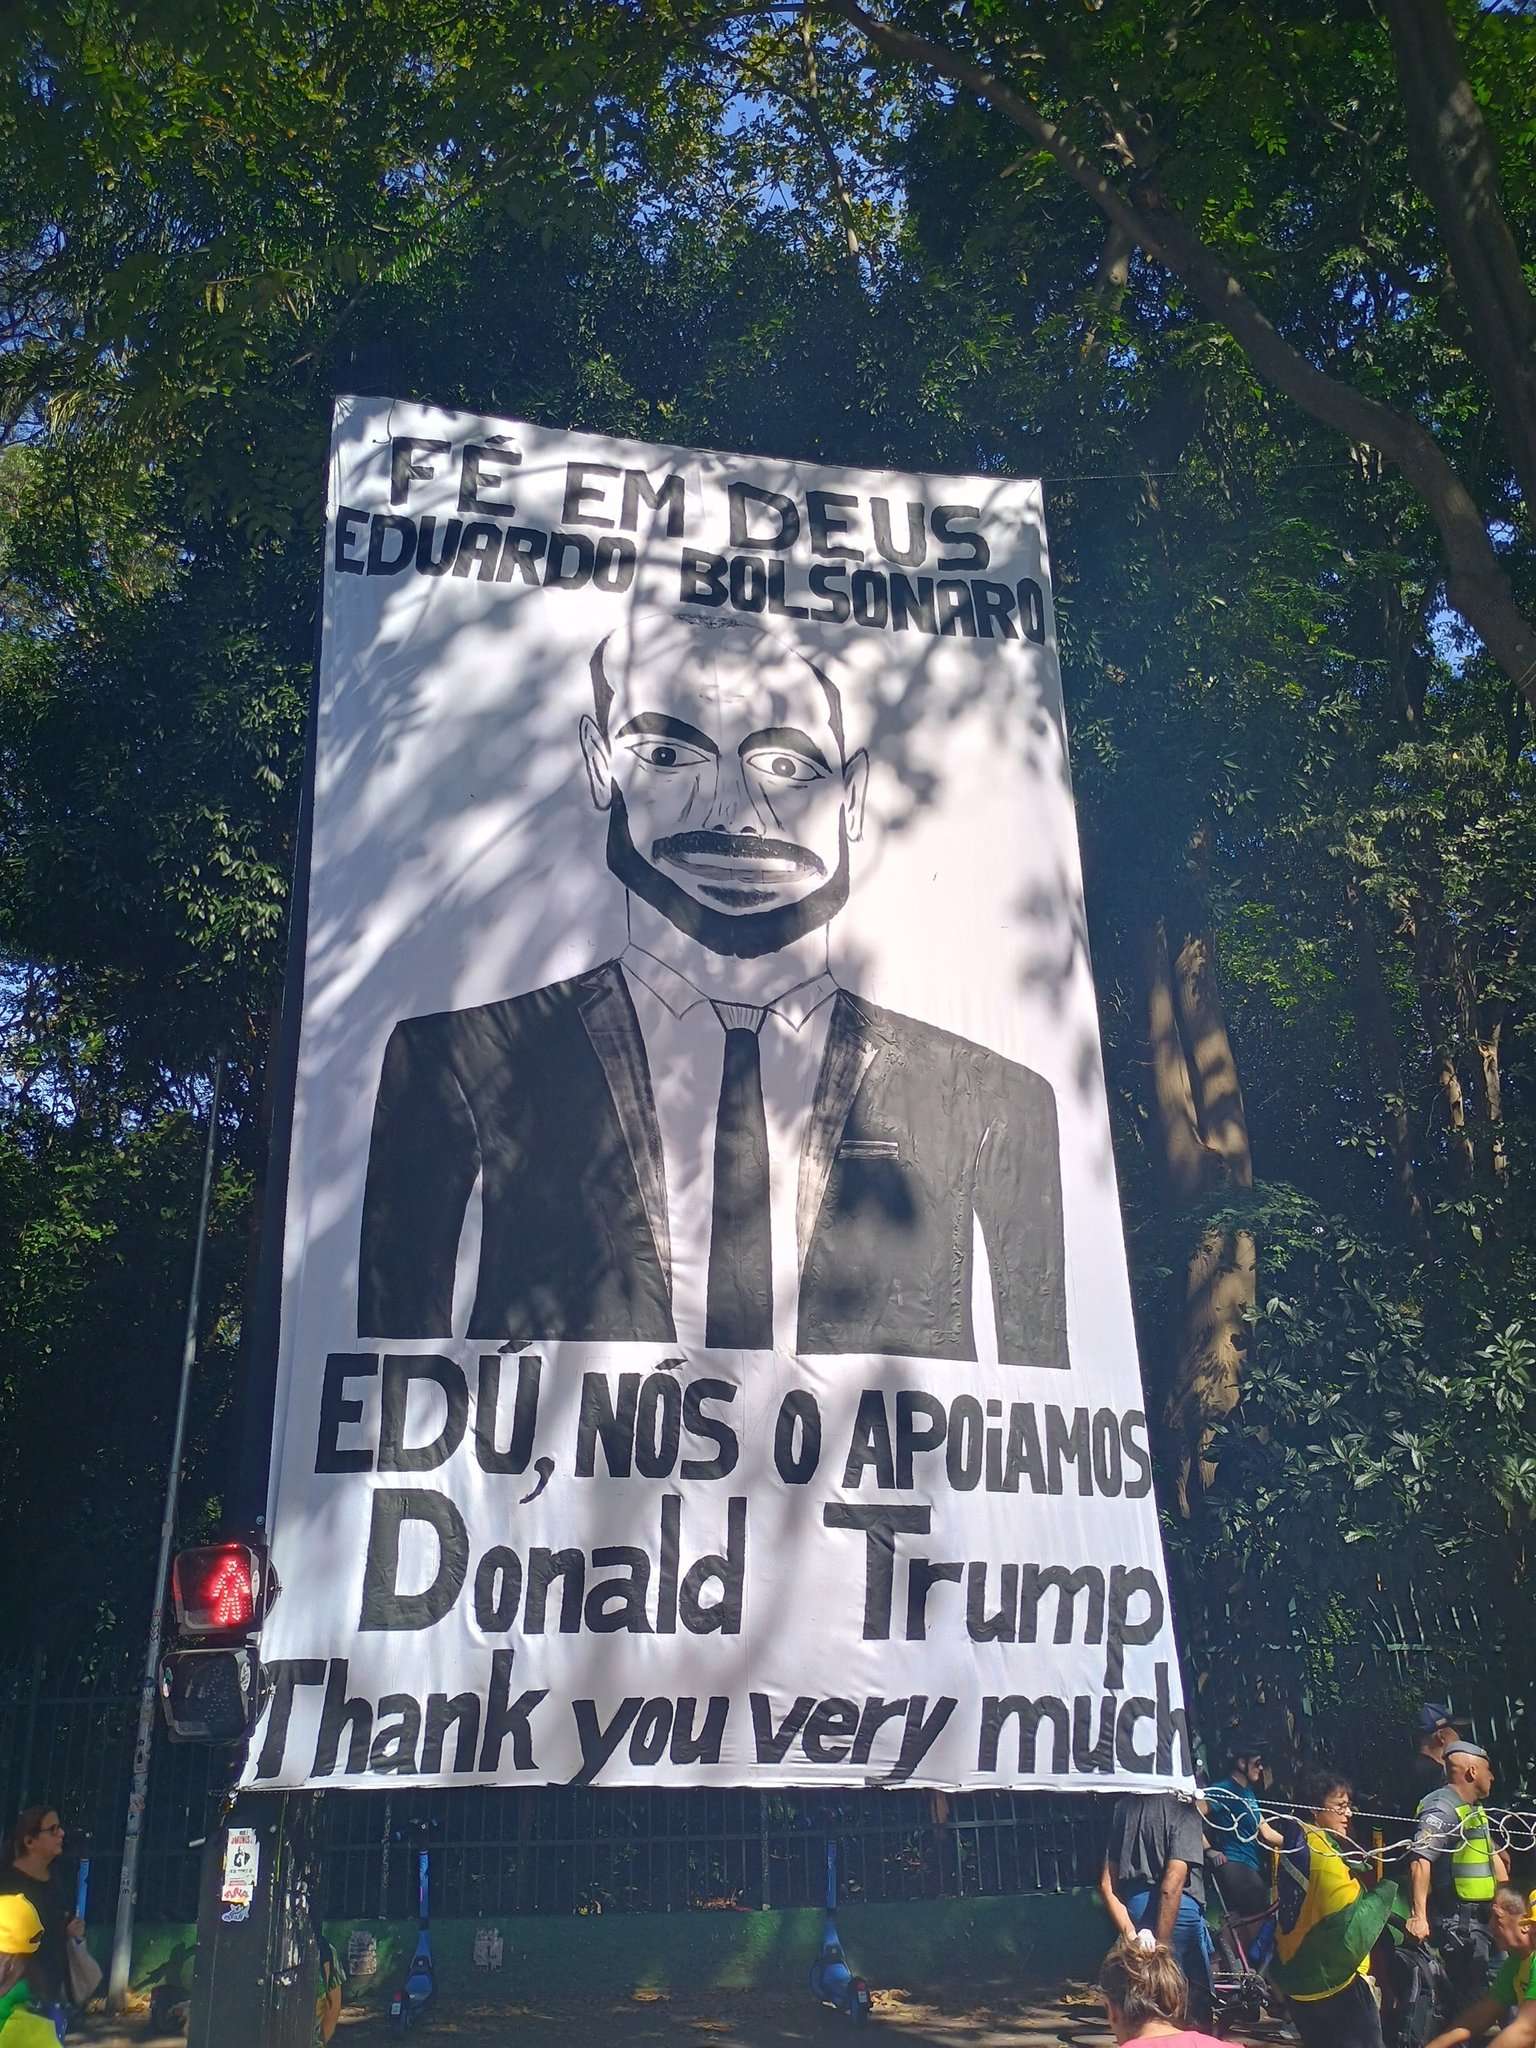 FÉ EM DEUS
EDUARDO BOLSONARO
EDÚ, NÓS O APOiAMOS
Donald Trump
Thank you very much